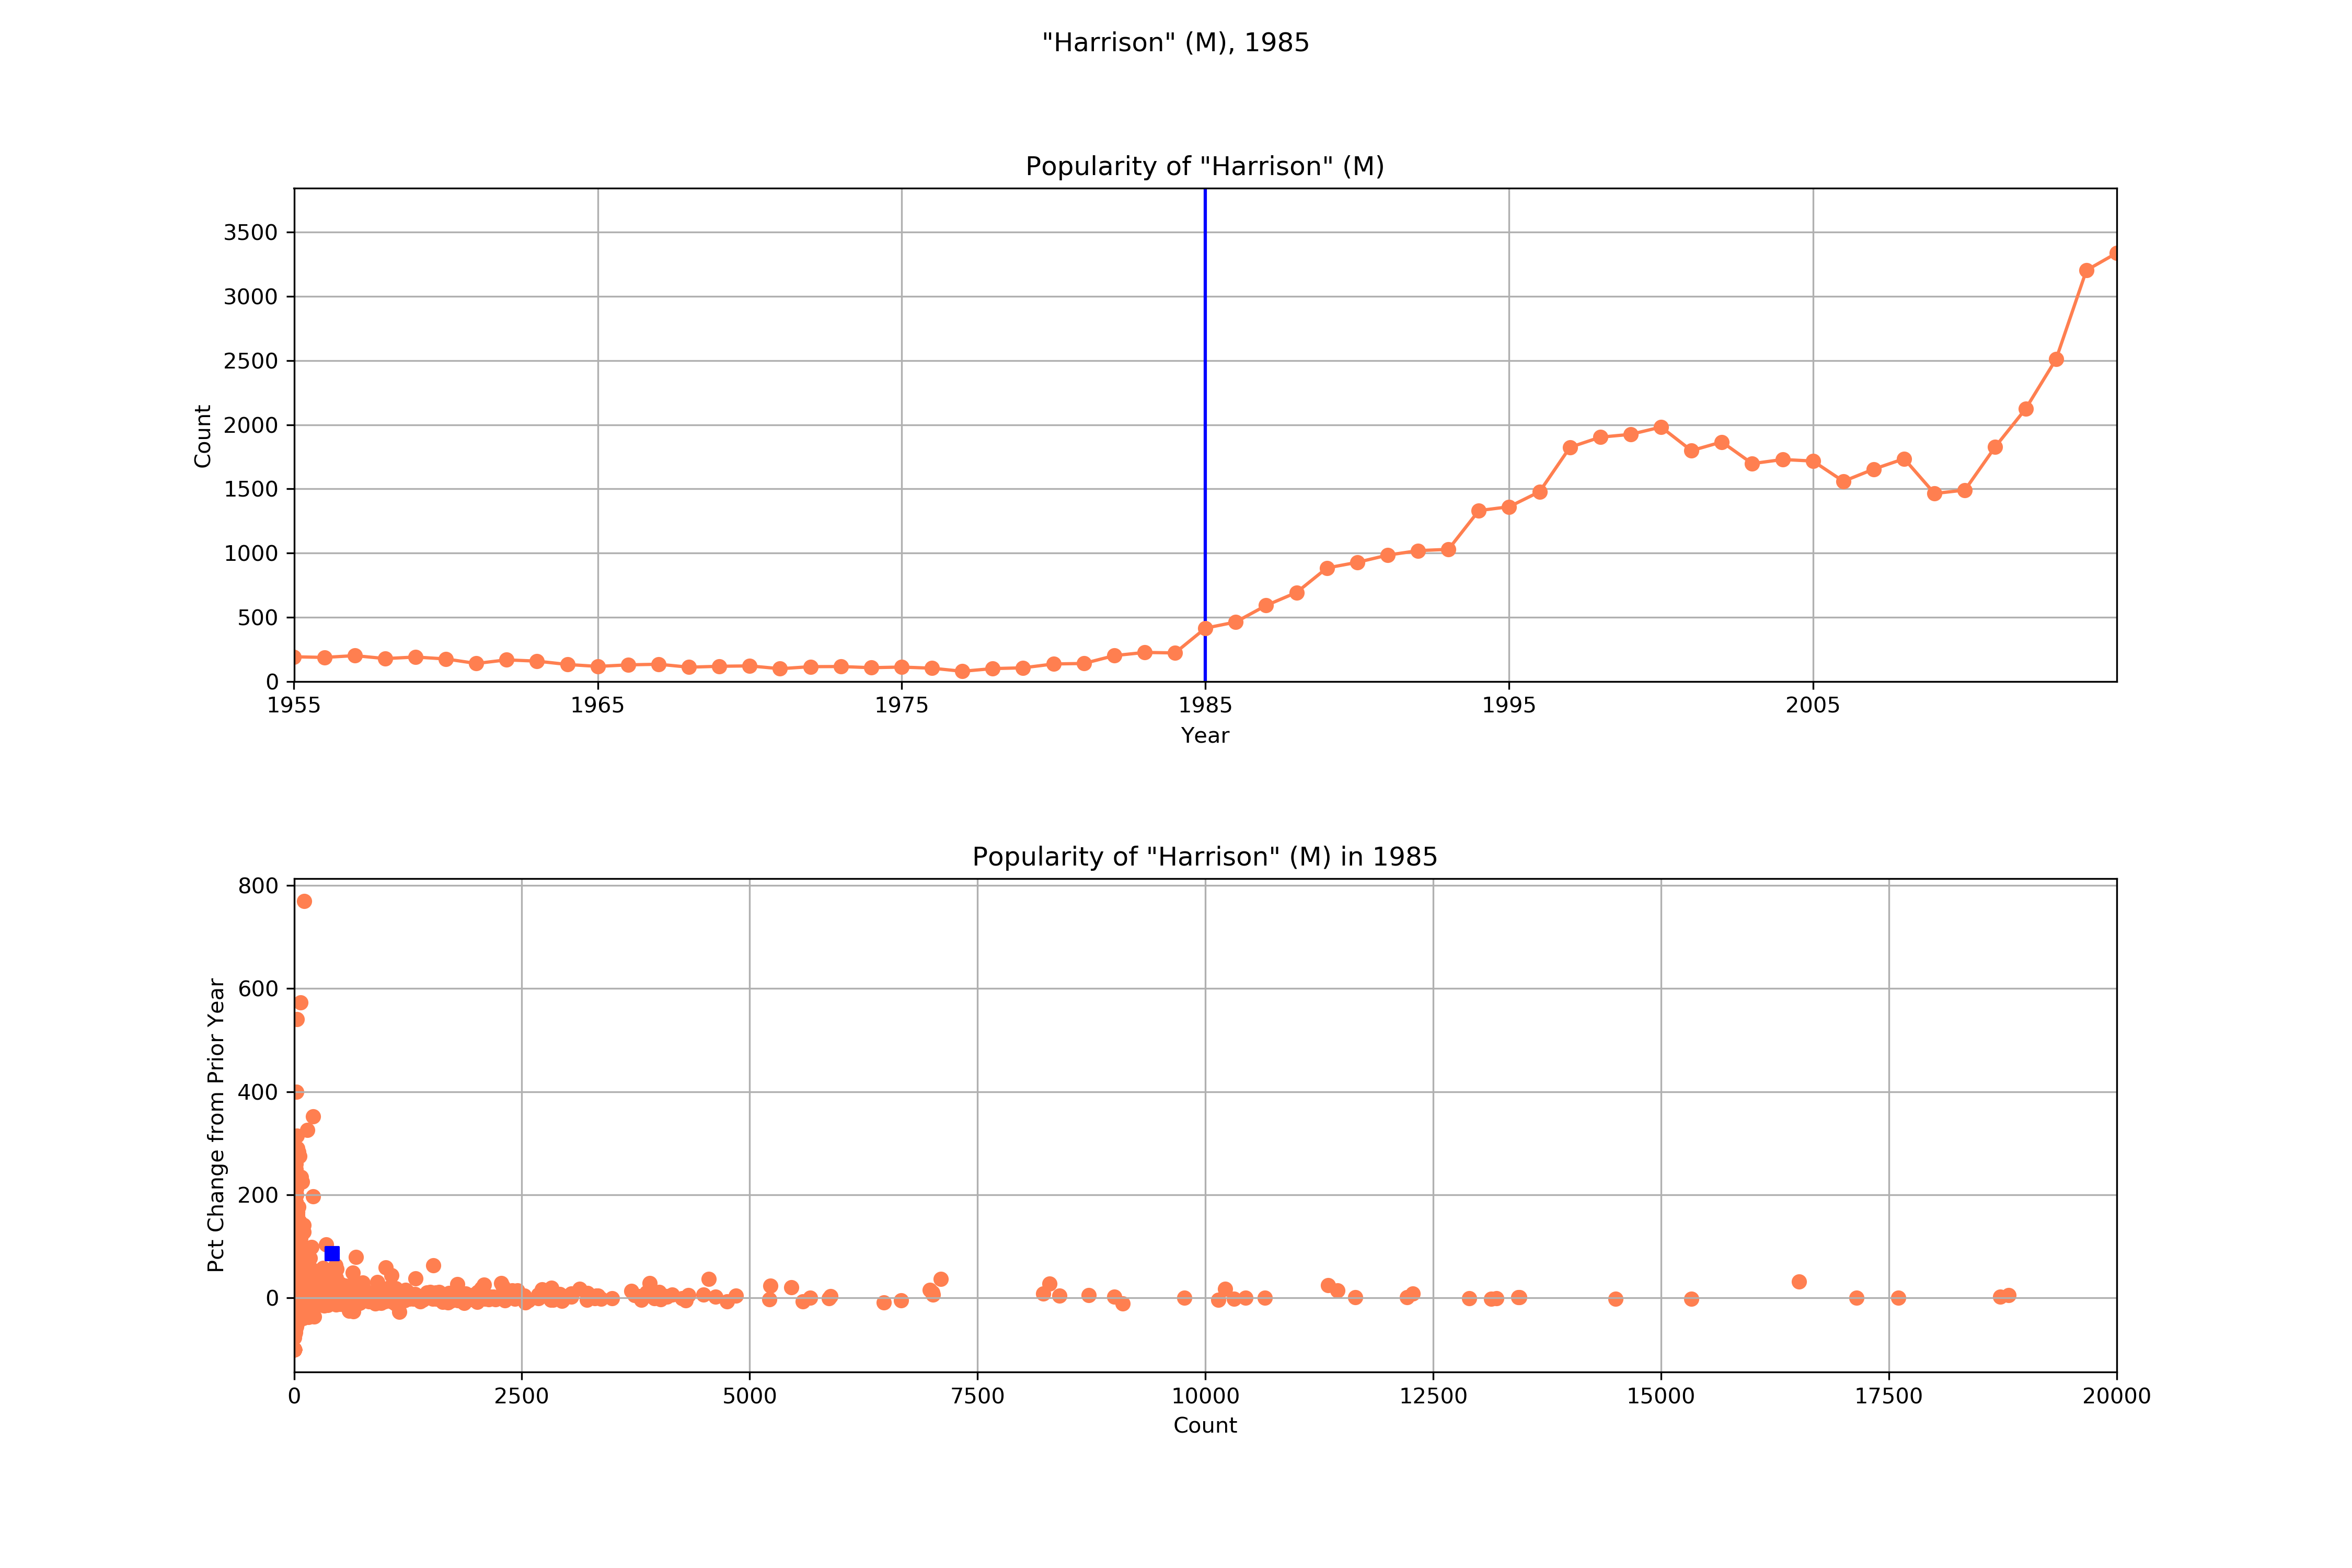 "Harrison" (M), 1985
Popularity of "Harrison" (M)
3500
3000
2500
2000
1500
1000
500
0
Count
1955 1965 1975 1985 1995 2005
Year
Popularity of "Harrison" (M) in 1985
800
600
400
200
0
Pct Change from Prior Year
0 2500 5000 7500 10000 12500 15000 17500 20000
Count